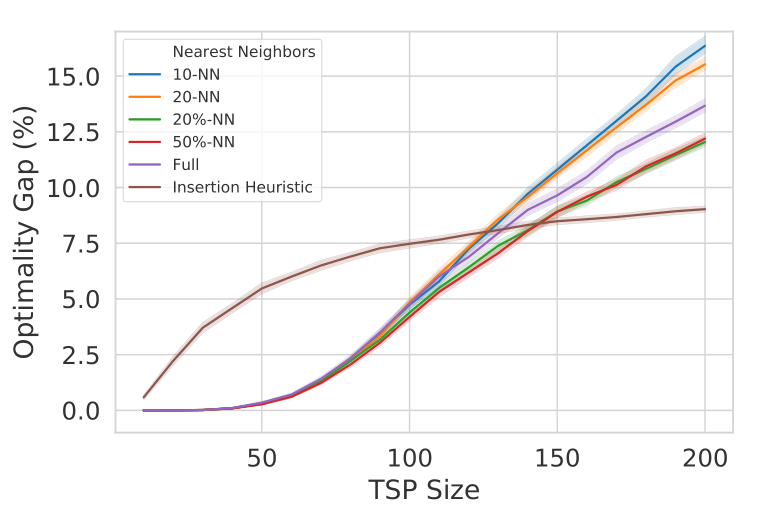 Nearest Neighbors
10-NN
20-NN
20%-NN
50%-NN
Full
Insertion Heuristic
Optimality Gap (%)
15.0
12.5
10.0
7.5
5.0
2.5
0.0
50 100 150 200
TSP Size